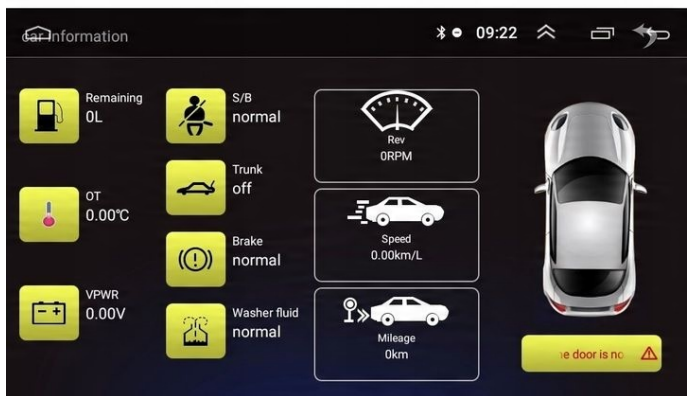 car Information
09:22
Remaining
0L
S/B
normal
Rev
0RPM
Trunk
off
OT
0.00℃
Speed
0.00km/L
Brake
normal
VPWR
0.00V
Washer fluid
normal
Mileage
0km
e door is no